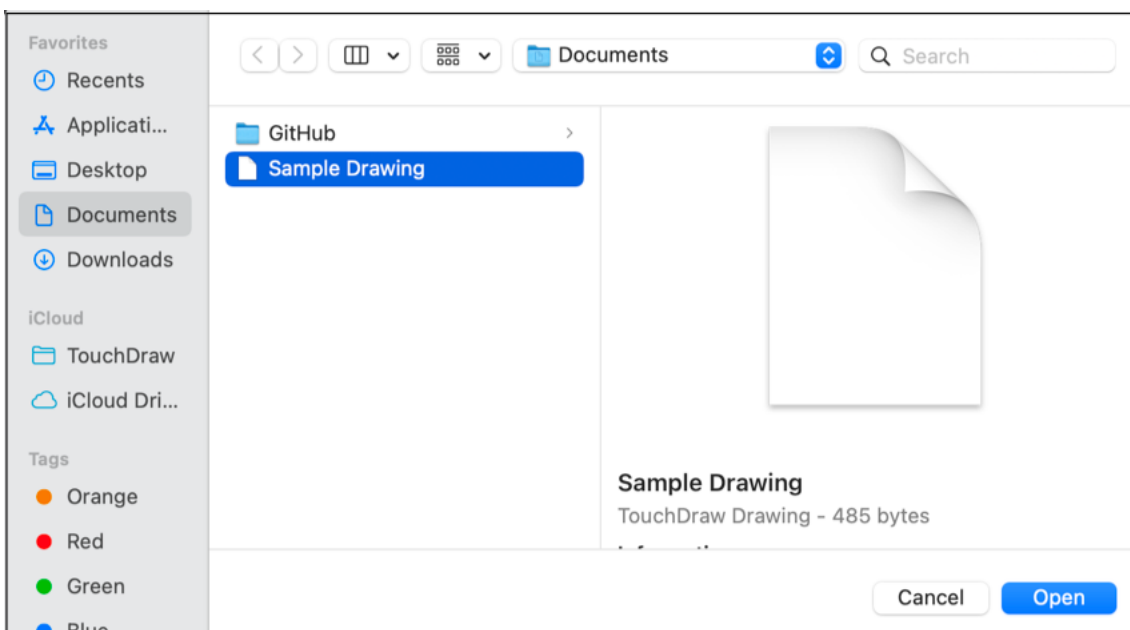 Favorites
Recents
Applicati...
Desktop
Documents
Downloads
iCloud
TouchDraw
iCloud Dri...
Tags
Orange
Red
Green
Blue
Documents
Search
GitHub
Sample Drawing
Sample Drawing
TouchDraw Drawing - 485 bytes
Cancel
Open